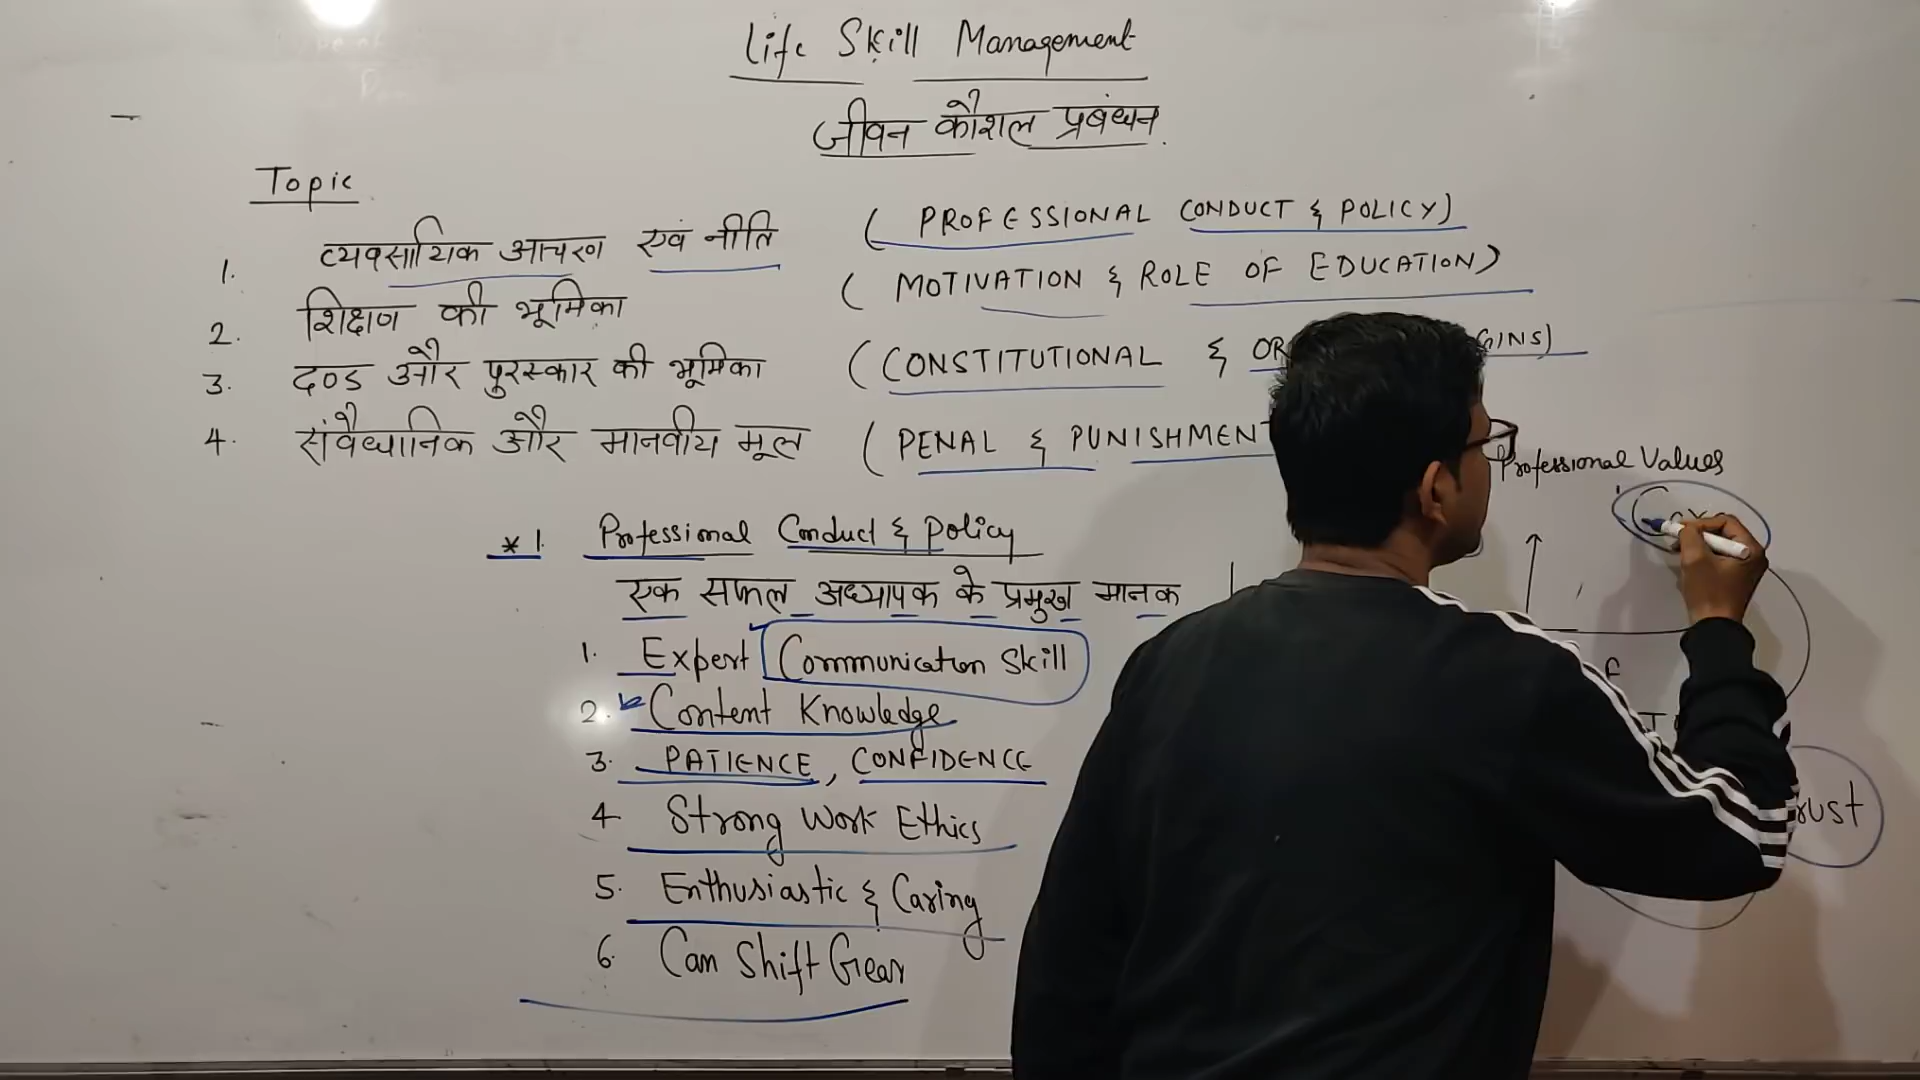 Life Skill Management
जीवन कौशल प्रबंधन
Topic
1. व्यवसायिक आचरण एवं नीति ( PROFESSIONAL CONDUCT & POLICY)
2. शिक्षण की भूमिका ( MOTIVATION & ROLE OF EDUCATION)
3. दण्ड और पुरस्कार की भूमिका ( CONSTITUTIONAL &
4. संवैधानिक और मानवीय मूल ( PENAL & PUNISHMENT
Professional Values
* 1. Professional Conduct & Policy
एक सफल अध्यापक के प्रमुख मानक
1. Expert Communication Skill
2. Content Knowledge
3. PATIENCE, CONFIDENCE
4 Strong Work Ethics
5. Enthusiastic & Caring
6. Can Shift Gear